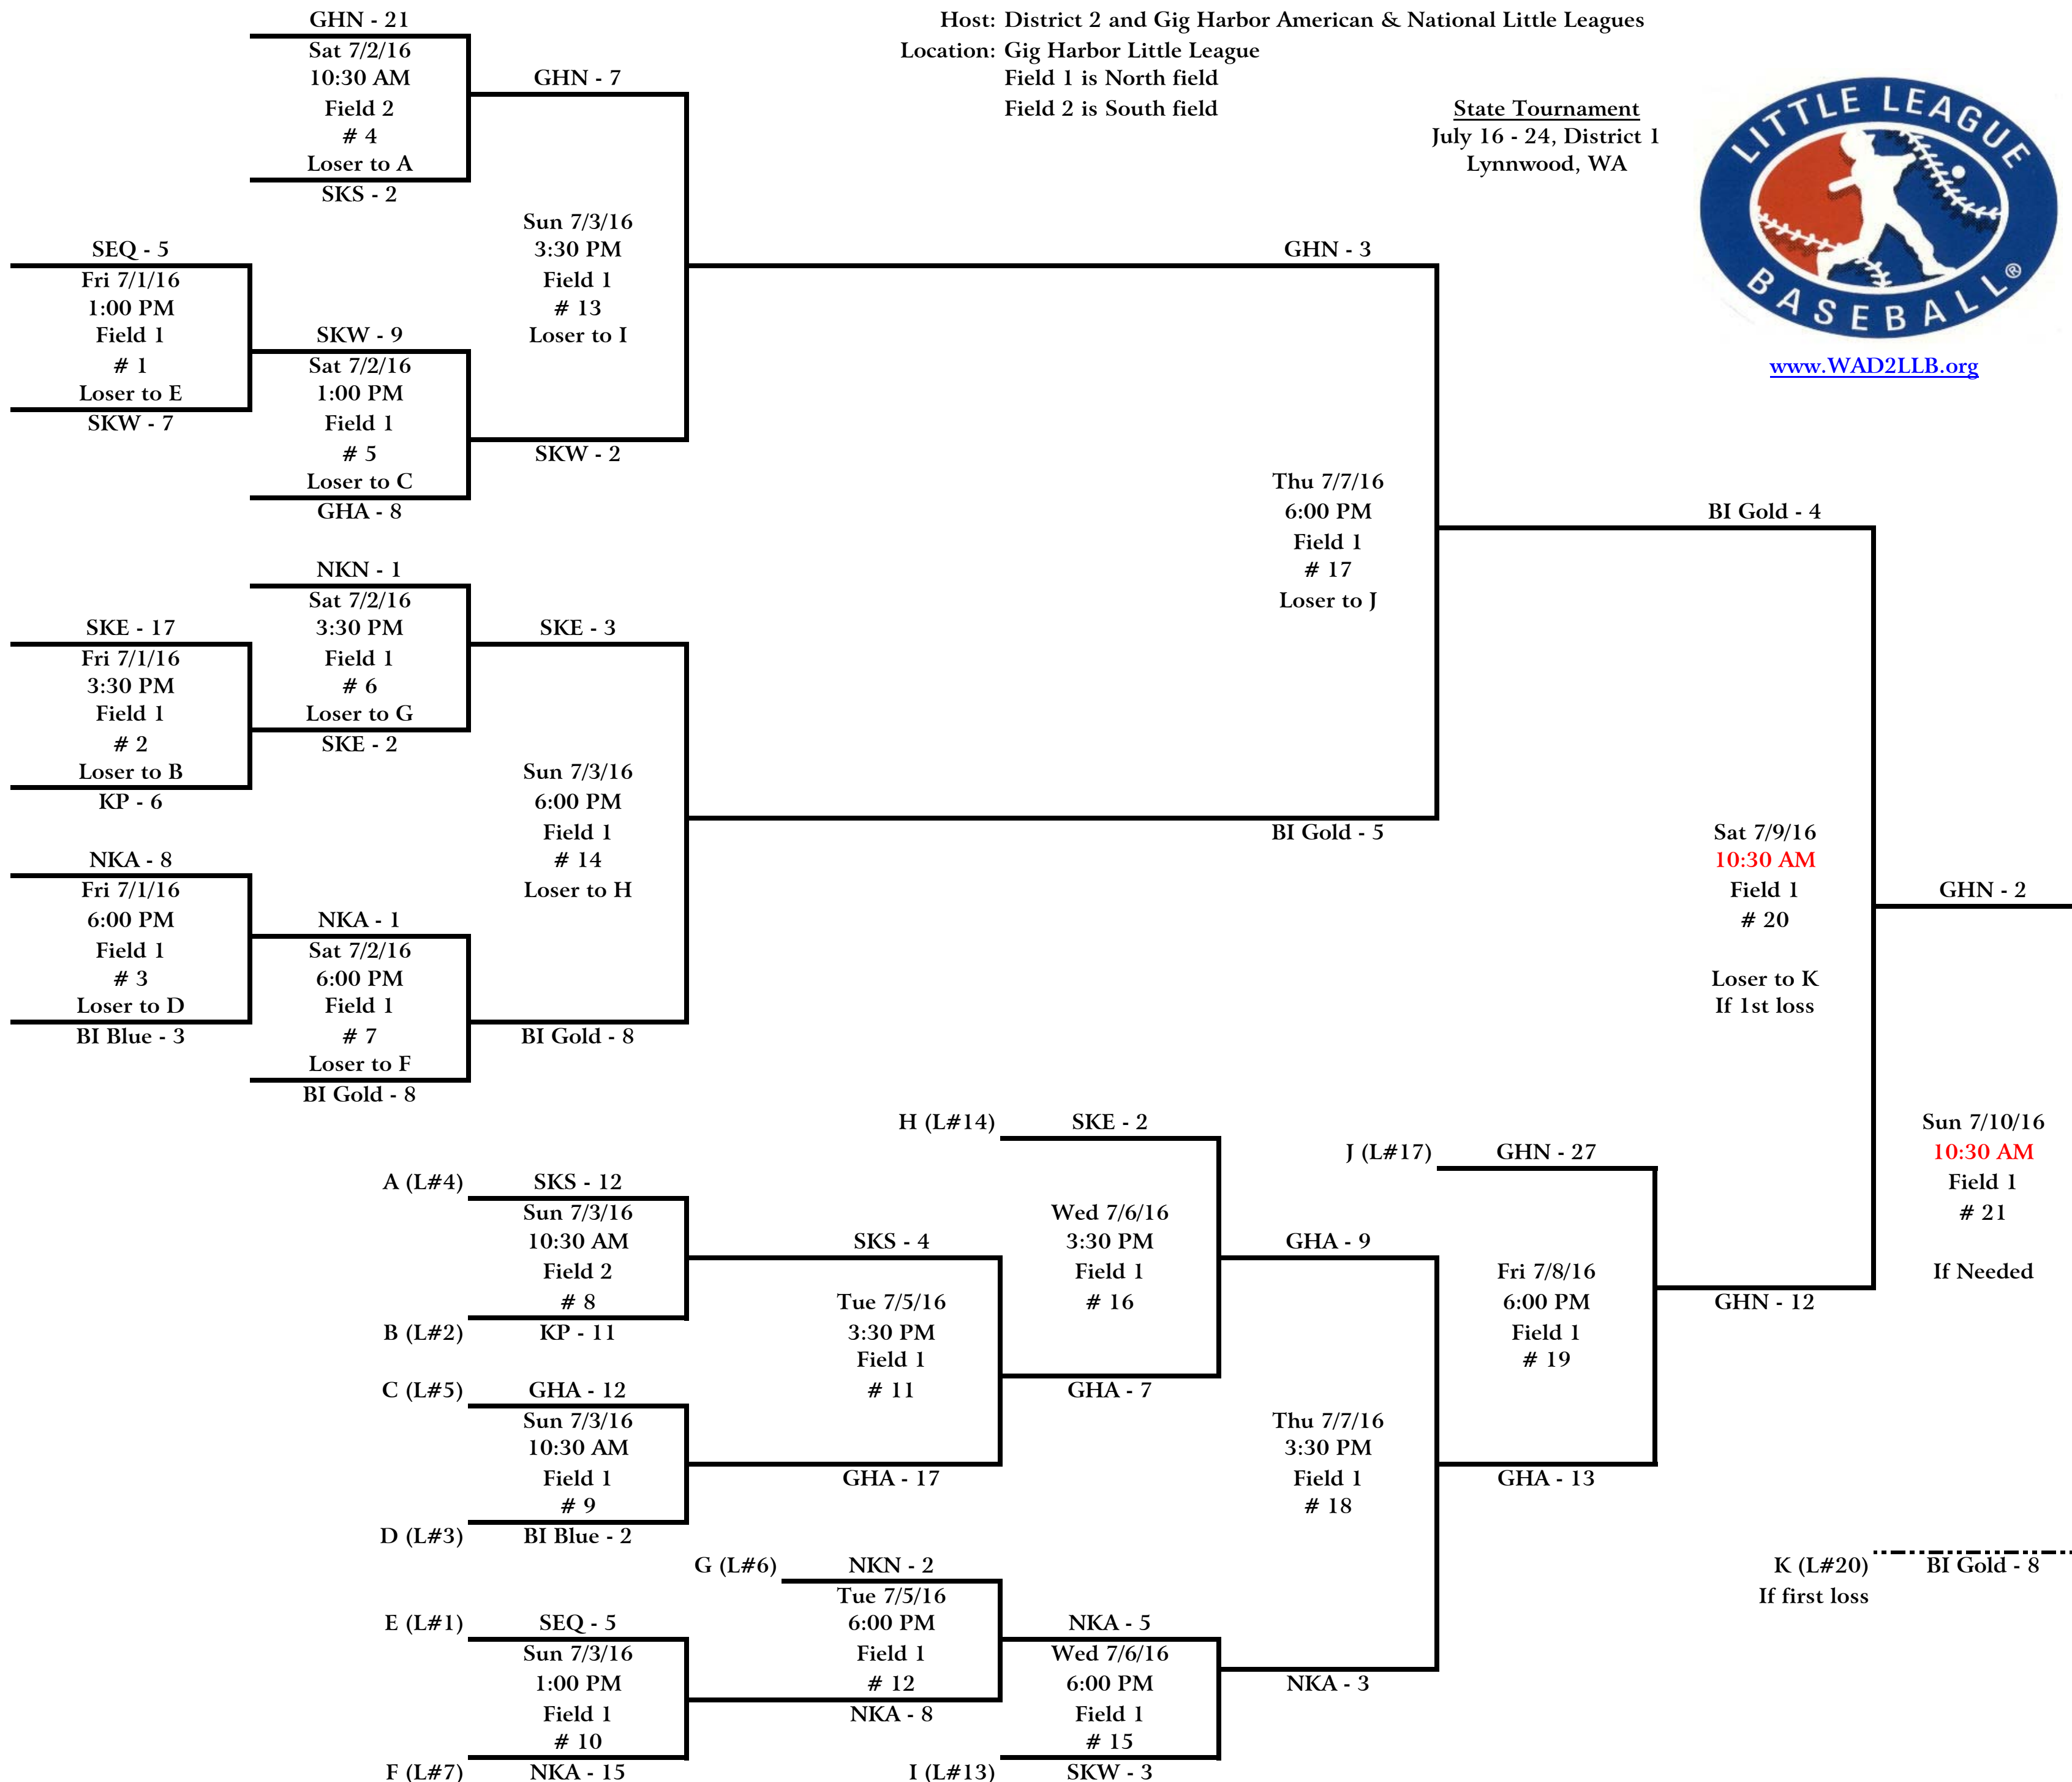 Host: District 2 and Gig Harbor American & National Little Leagues
Location: Gig Harbor Little League
Field 1 is North field
Field 2 is South field
State Tournament
July 16 - 24, District 1
Lynnwood, WA
LITTLE LEAGUE
BASEBALL®
www.WAD2LLB.org
GHN - 21
Sat 7/2/16
10:30 AM
Field 2
# 4
Loser to A
SKS - 2
SEQ - 5
Fri 7/1/16
1:00 PM
Field 1
# 1
Loser to E
SKW - 7
SKW - 9
Sat 7/2/16
1:00 PM
Field 1
# 5
Loser to C
GHA - 8
GHN - 7
Sun 7/3/16
3:30 PM
Field 1
# 13
Loser to I
SKW - 2
NKN - 1
Sat 7/2/16
3:30 PM
Field 1
# 6
Loser to G
SKE - 2
SKE - 17
Fri 7/1/16
3:30 PM
Field 1
# 2
Loser to B
KP - 6
NKA - 8
Fri 7/1/16
6:00 PM
Field 1
# 3
Loser to D
BI Blue - 3
NKA - 1
Sat 7/2/16
6:00 PM
Field 1
# 7
Loser to F
BI Gold - 8
SKE - 3
Sun 7/3/16
6:00 PM
Field 1
# 14
Loser to H
BI Gold - 8
GHN - 3
Thu 7/7/16
6:00 PM
Field 1
# 17
Loser to J
BI Gold - 5
BI Gold - 4
Sat 7/9/16
10:30 AM
Field 1
# 20
Loser to K
If 1st loss
GHN - 12
GHN - 2
Sun 7/10/16
10:30 AM
Field 1
# 21
If Needed
K (L#20)
If first loss
BI Gold - 8
A (L#4)
SKS - 12
Sun 7/3/16
10:30 AM
Field 2
# 8
B (L#2)
KP - 11
C (L#5)
GHA - 12
Sun 7/3/16
10:30 AM
Field 1
# 9
D (L#3)
BI Blue - 2
E (L#1)
SEQ - 5
Sun 7/3/16
1:00 PM
Field 1
# 10
F (L#7)
NKA - 15
SKS - 4
Tue 7/5/16
3:30 PM
Field 1
# 11
GHA - 17
G (L#6)
NKN - 2
Tue 7/5/16
6:00 PM
Field 1
# 12
NKA - 8
H (L#14)
SKE - 2
Wed 7/6/16
3:30 PM
Field 1
# 16
GHA - 7
NKA - 5
Wed 7/6/16
6:00 PM
Field 1
# 15
I (L#13)
SKW - 3
GHA - 9
Thu 7/7/16
3:30 PM
Field 1
# 18
NKA - 3
J (L#17)
GHN - 27
Fri 7/8/16
6:00 PM
Field 1
# 19
GHA - 13